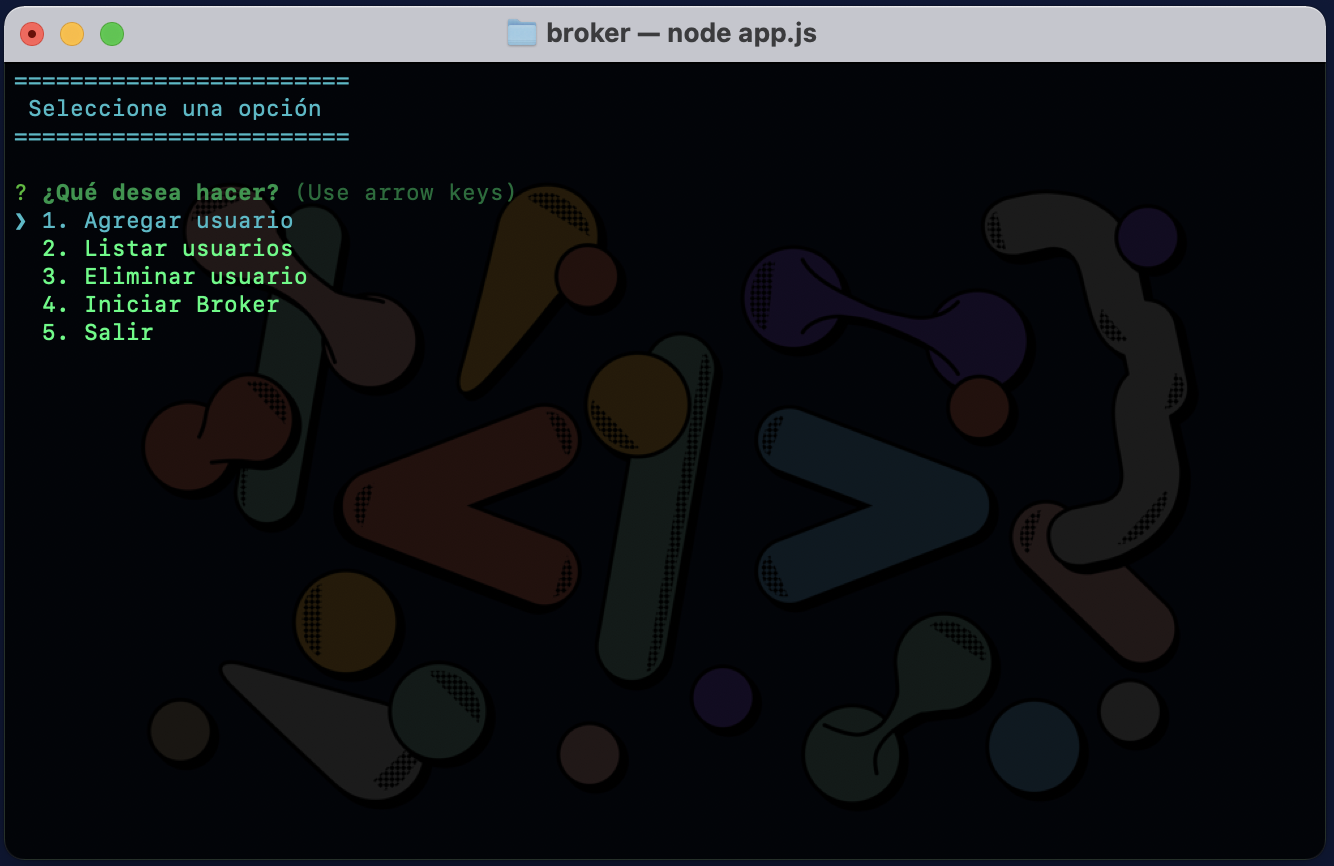 broker — node app.js
========================
Seleccione una opción
========================
? ¿Qué desea hacer? (Use arrow keys)
❯ 1. Agregar usuario
2. Listar usuarios
3. Eliminar usuario
4. Iniciar Broker
5. Salir